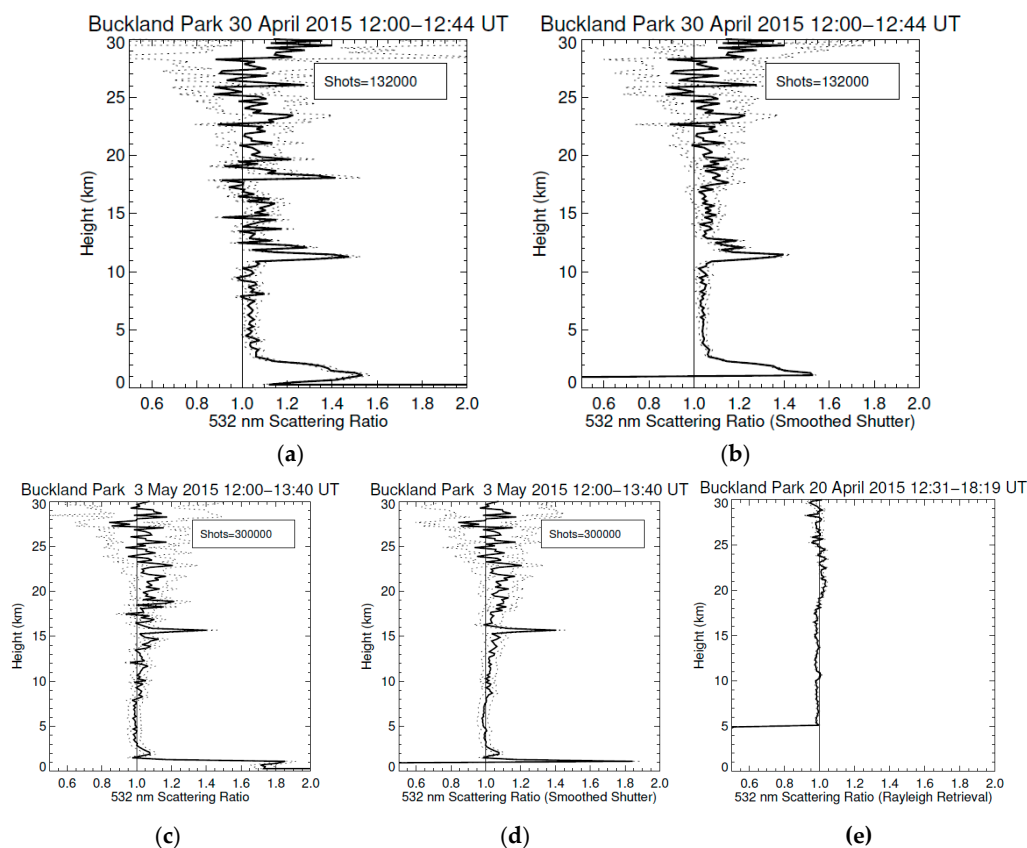 Buckland Park 30 April 2015 12:00−12:44 UT
30
25
20
15
10
5
0
Height (km)
Shots=132000
0.6 0.8 1.0 1.2 1.4 1.6 1.8 2.0
532 nm Scattering Ratio
(a)
Buckland Park 30 April 2015 12:00−12:44 UT
30
25
20
15
10
5
0
Height (km)
Shots=132000
0.6 0.8 1.0 1.2 1.4 1.6 1.8 2.0
532 nm Scattering Ratio (Smoothed Shutter)
(b)
Buckland Park 3 May 2015 12:00−13:40 UT
30
25
20
15
10
5
0
Height (km)
Shots=300000
0.6 0.8 1.0 1.2 1.4 1.6 1.8 2.0
532 nm Scattering Ratio
(c)
Buckland Park 3 May 2015 12:00−13:40 UT
30
25
20
15
10
5
0
Height (km)
Shots=300000
0.6 0.8 1.0 1.2 1.4 1.6 1.8 2.0
532 nm Scattering Ratio (Smoothed Shutter)
(d)
Buckland Park 20 April 2015 12:31−18:19 UT
30
25
20
15
10
5
0
Height (km)
0.6 0.8 1.0 1.2 1.4 1.6 1.8 2.0
532 nm Scattering Ratio (Rayleigh Retrieval)
(e)